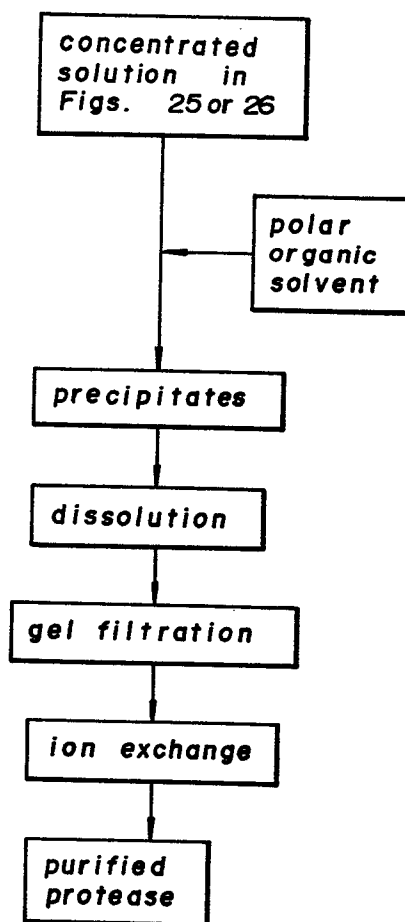 concentrated
solution in
Figs. 25 or 26
polar
organic
solvent
precipitates
dissolution
gel filtration
ion exchange
purified
protease